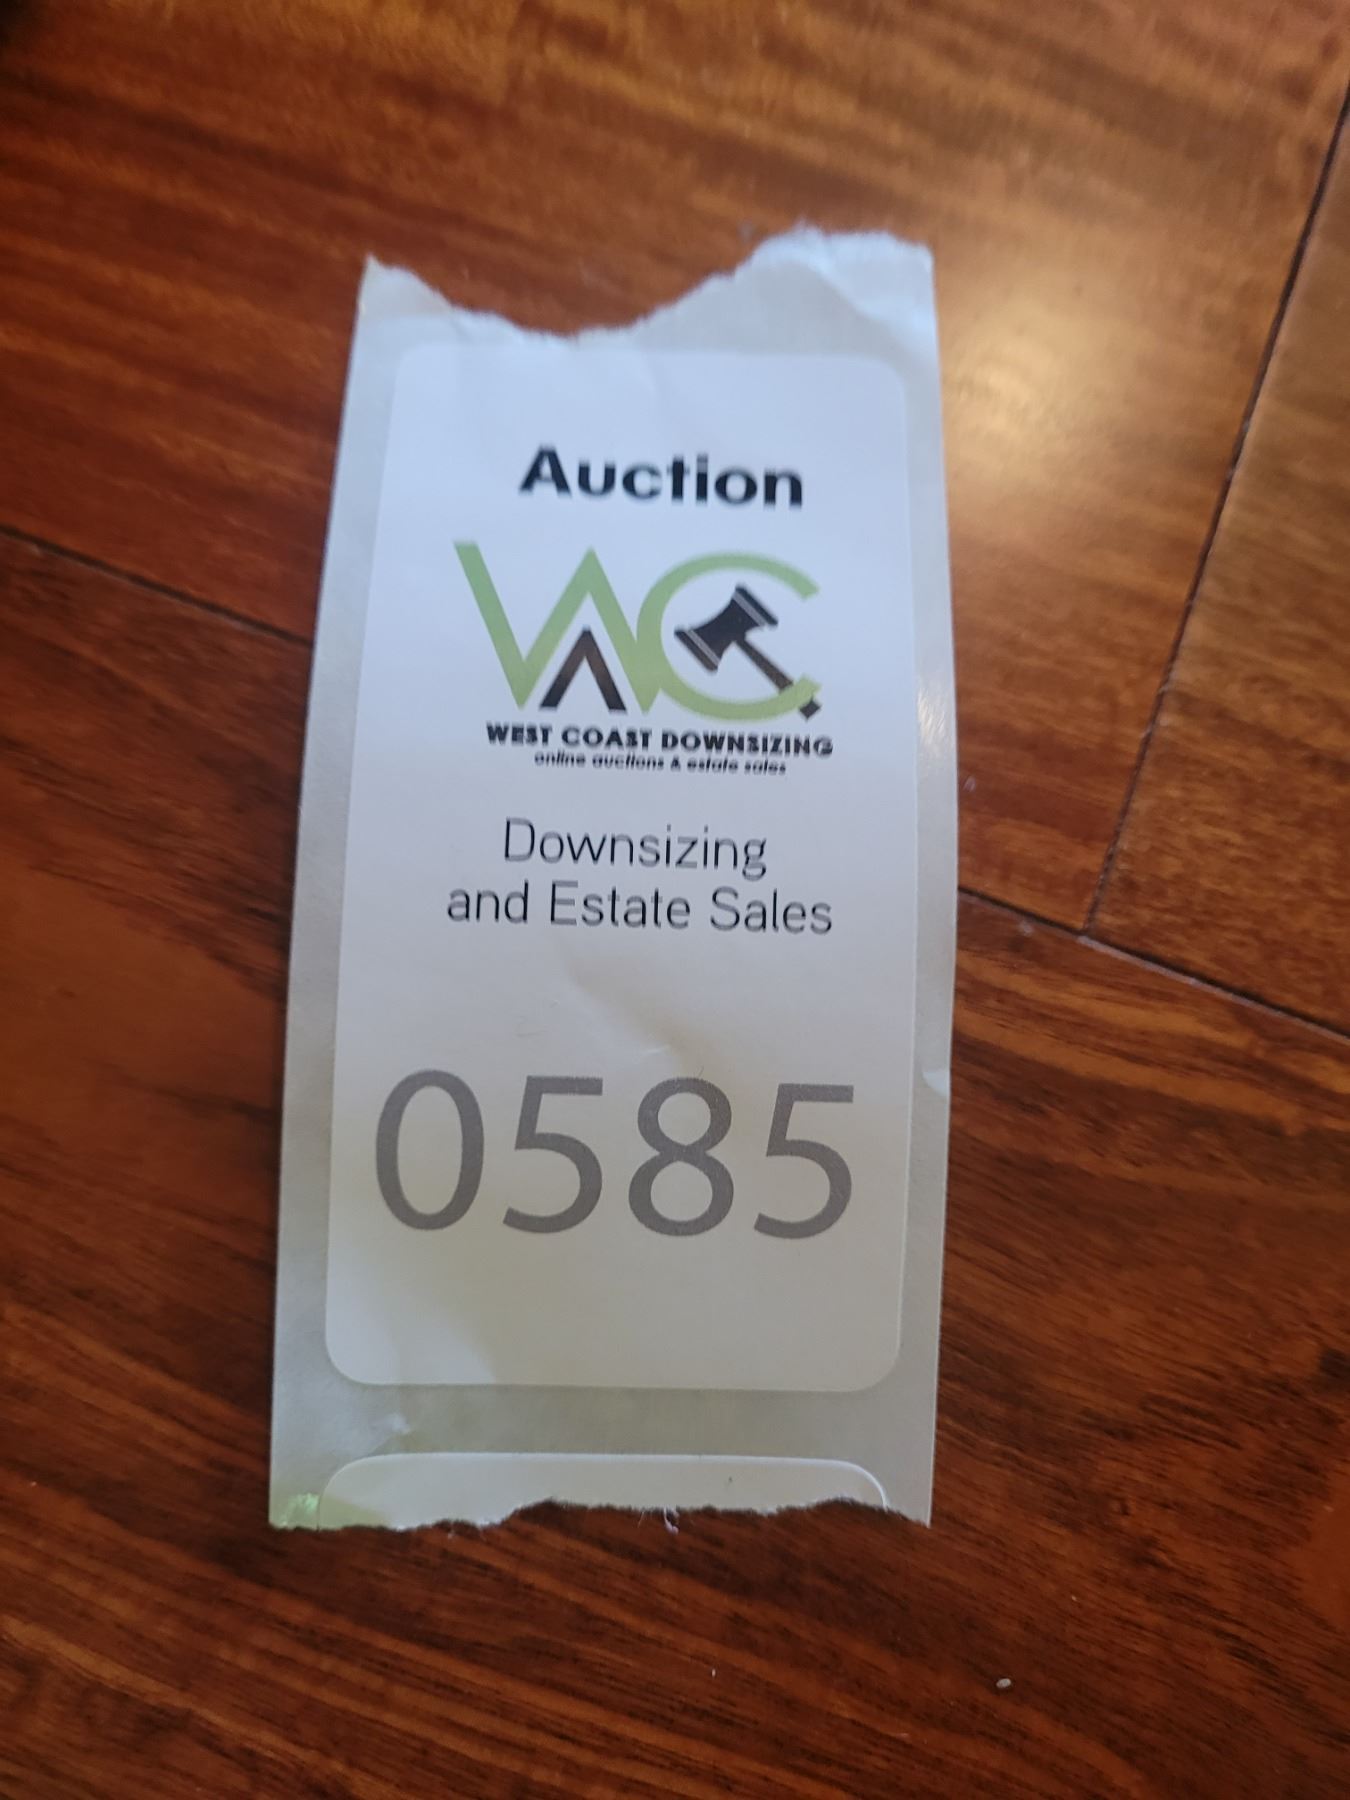 Auction
WC
WEST COAST DOWNSIZING
online auctions & estate sales
Downsizing
and Estate Sales
0585